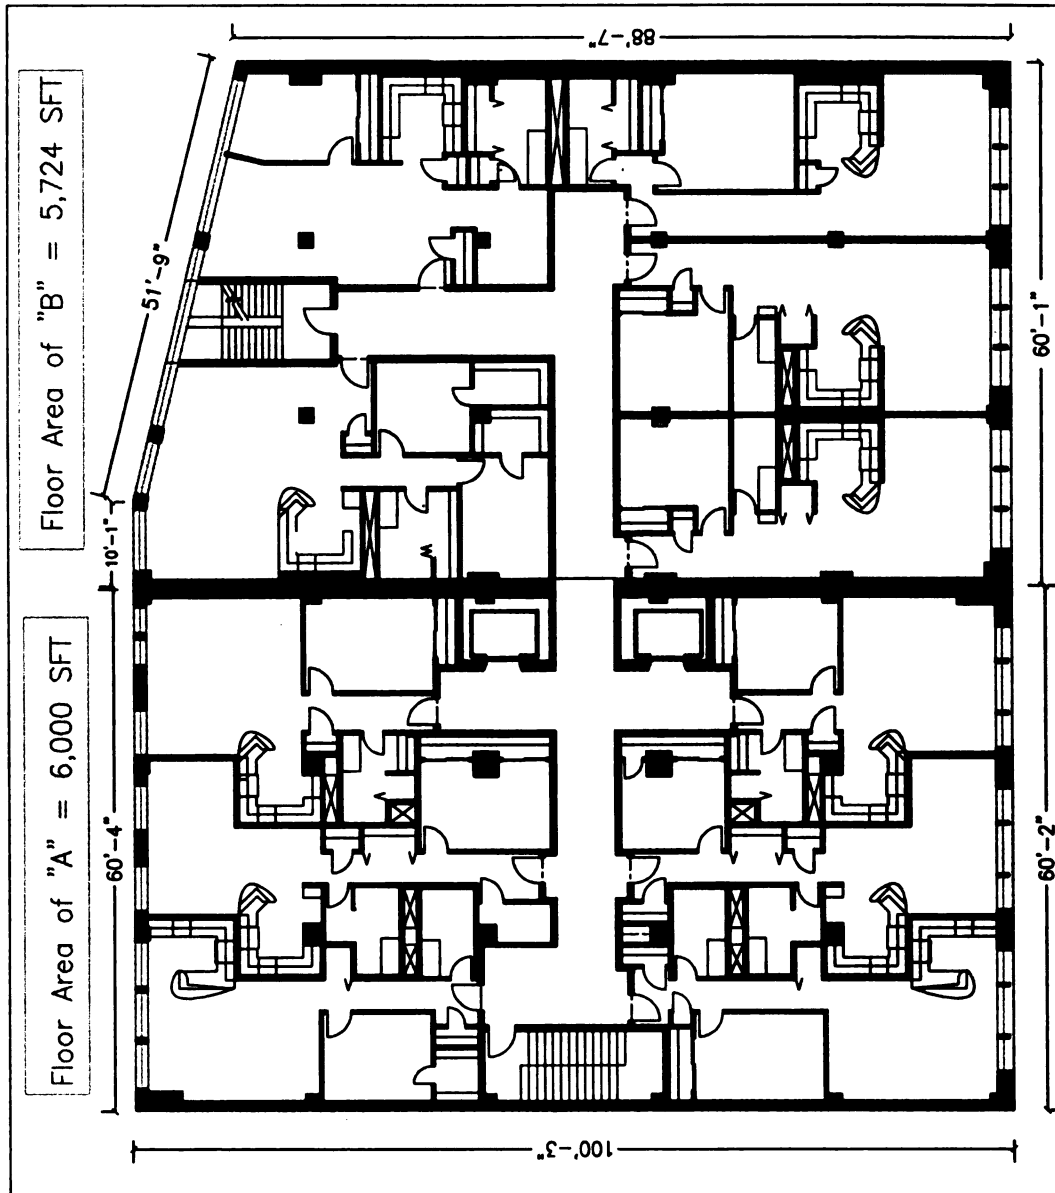 88'-7"
Floor Area of "B" = 5,724 SFT
51'-9"
60'-1"
10'-1"
W
Floor Area of "A" = 6,000 SFT
60'-4"
60'-2"
100'-3"